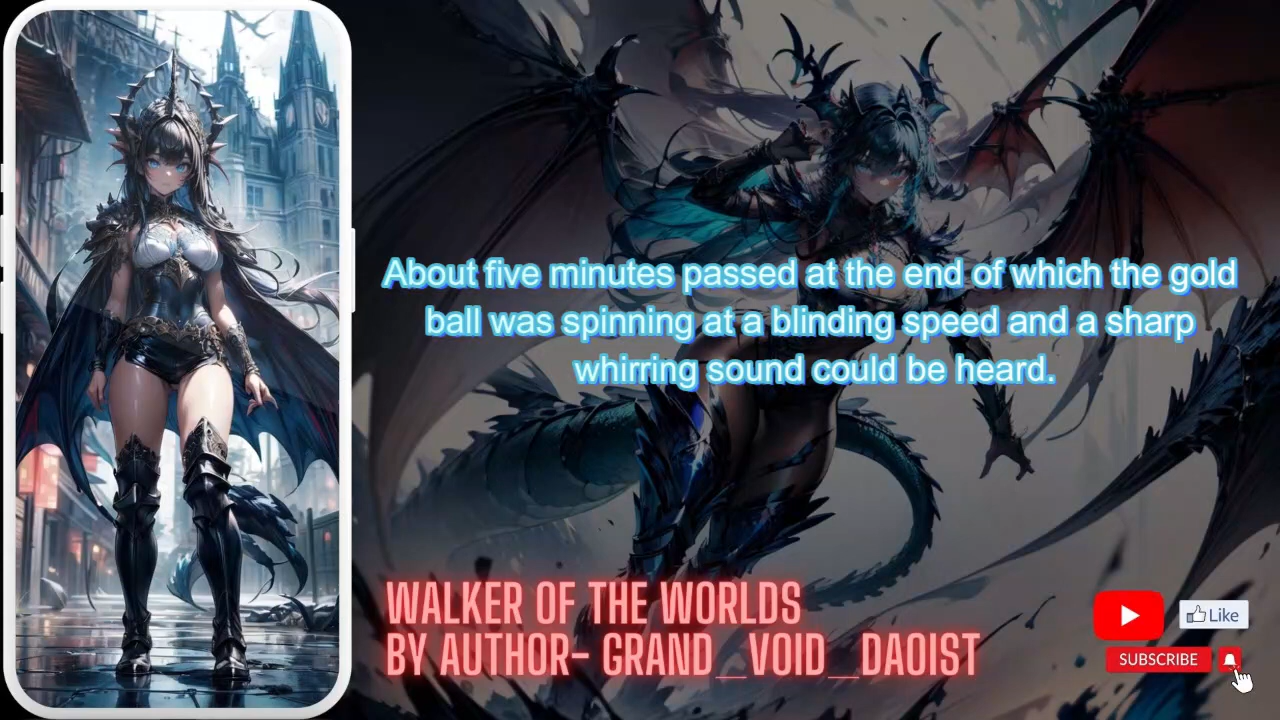 About five minutes passed at the end of which the gold
ball was spinning at a blinding speed and a sharp
whirring sound could be heard.
WALKER OF THE WORLDS
BY AUTHOR- GRAND_VOID_DAOIST
Like
SUBSCRIBE